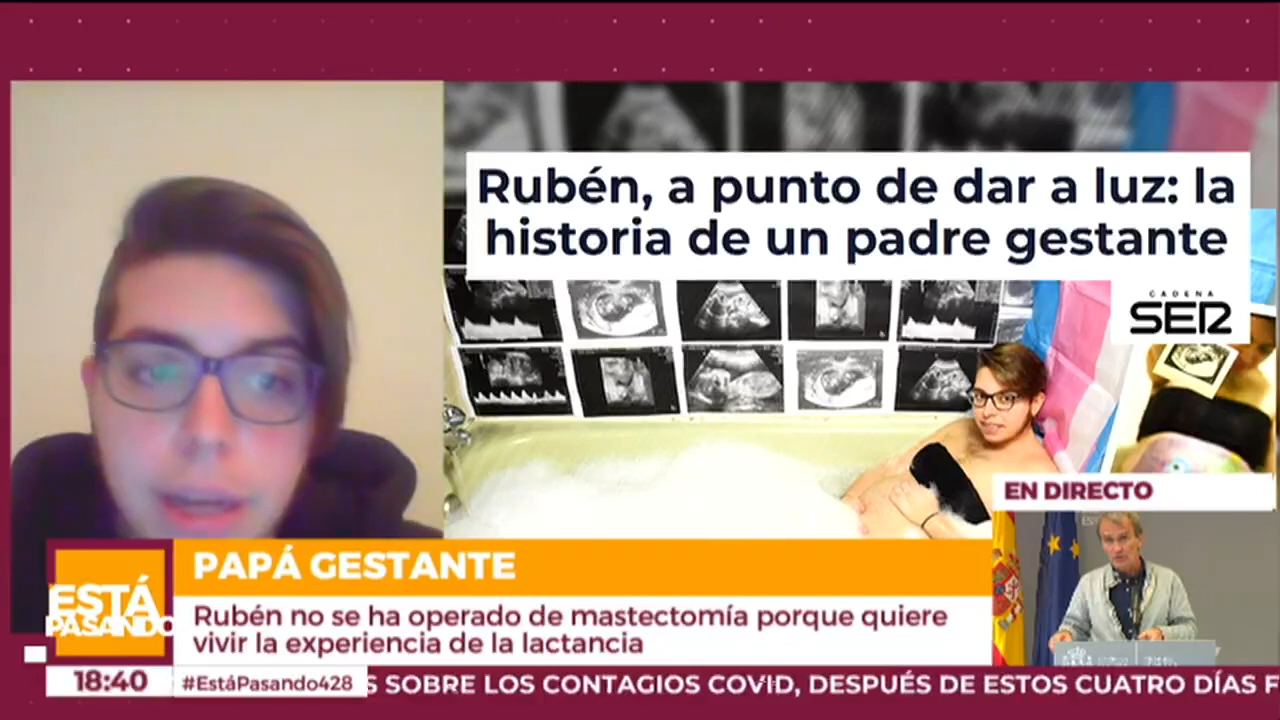 Rubén, a punto de dar a luz: la
historia de un padre gestante
CADENA
SER
EN DIRECTO
PAPÁ GESTANTE
ESTÁ
PASANDO
Rubén no se ha operado de mastectomía porque quiere
vivir la experiencia de la lactancia
18:40
#EstáPasando428
S SOBRE LOS CONTAGIOS COVID, DESPUÉS DE ESTOS CUATRO DÍAS F